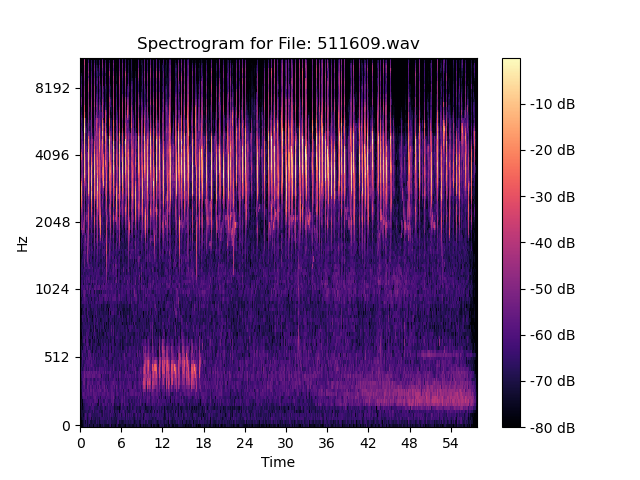 Spectrogram for File: 511609.wav
8192
4096
2048
1024
512
0
Hz
0 6 12 18 24 30 36 42 48 54
Time
-10 dB
-20 dB
-30 dB
-40 dB
-50 dB
-60 dB
-70 dB
-80 dB